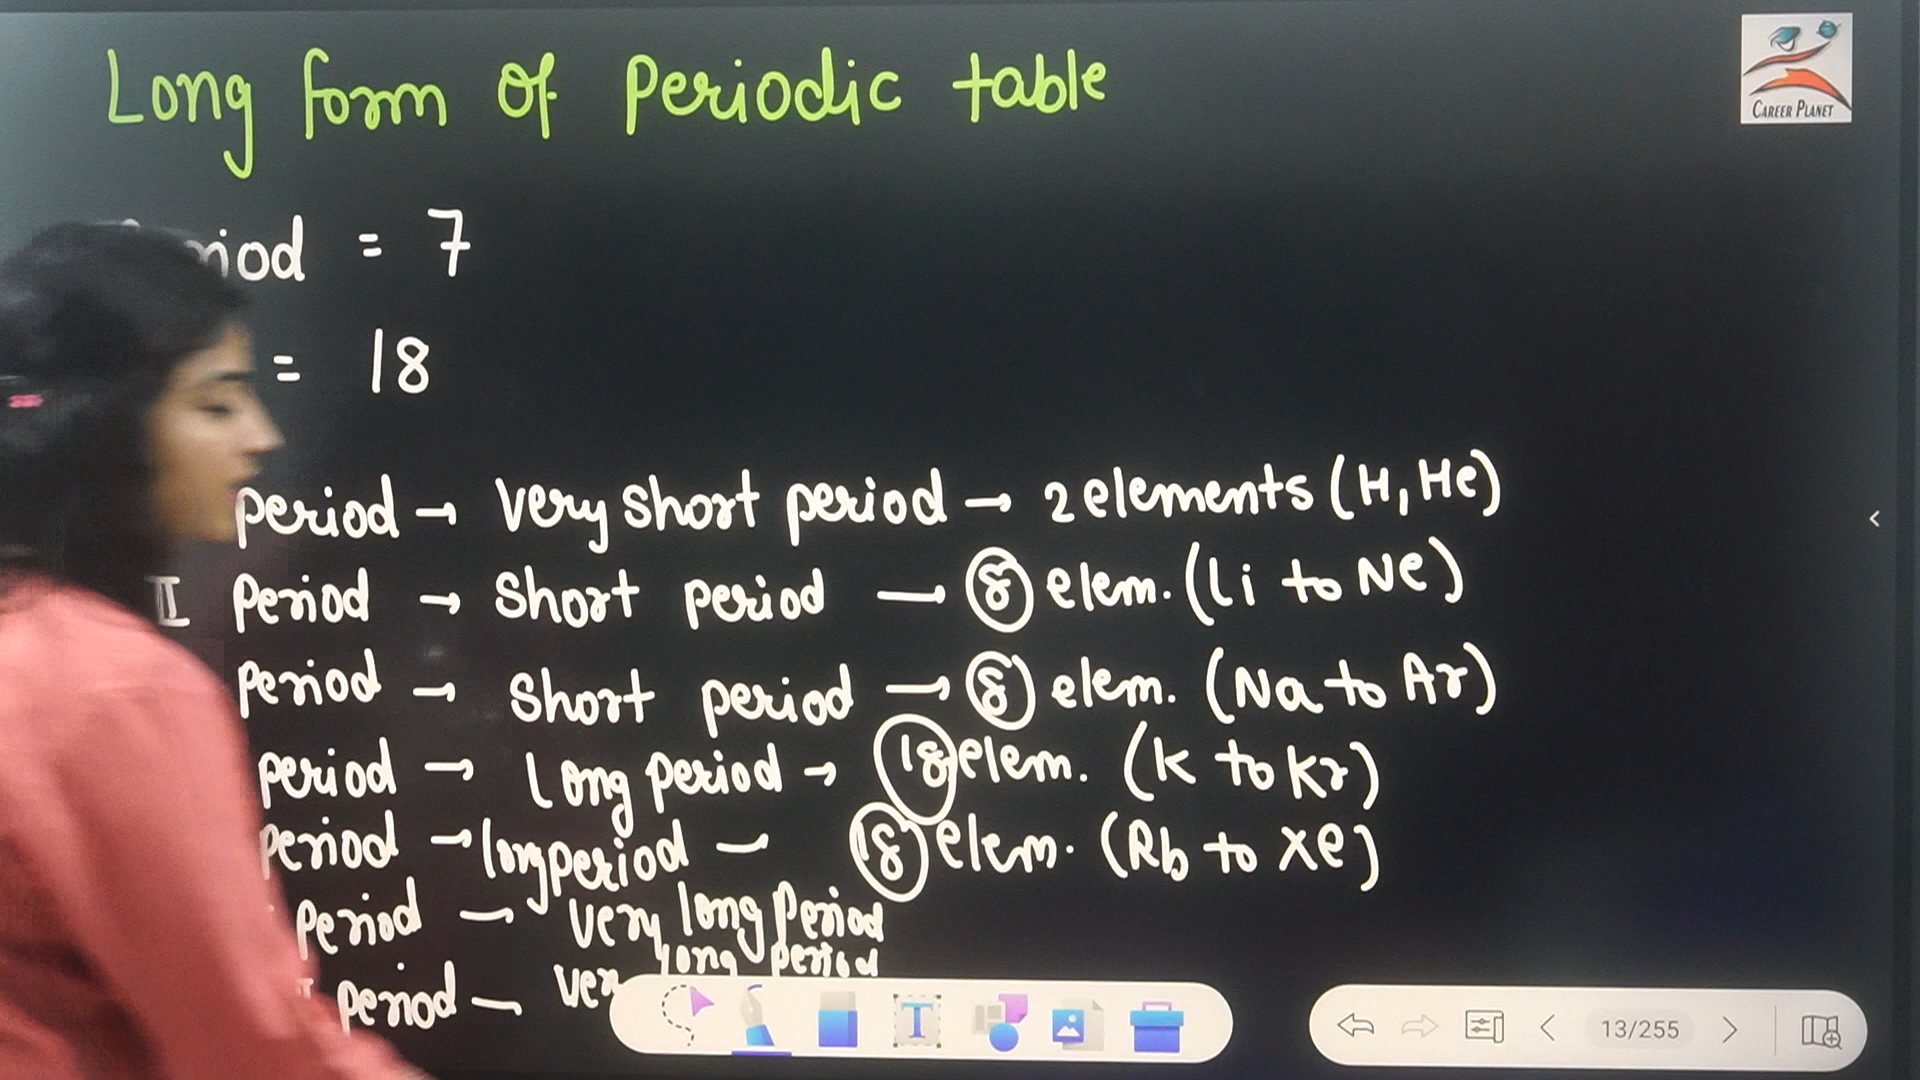 Long form of Periodic table
CAREER PLANET
= 7
= 18
period → very short period → 2 elements (H, He)
II Period → Short period — 8 elem. (Li to Ne)
Period → Short period → 8 elem. (Na to Ar)
period → Long period → 18 elem. (K to Kr)
Period → long period — 18 elem. (Rb to Xe)
Period — very long Period
period — long period
T
13/255